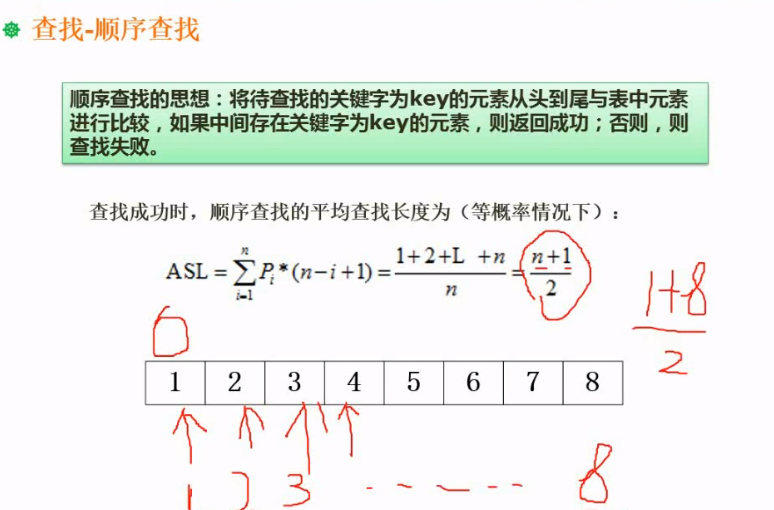 查找-顺序查找
顺序查找的思想：将待查找的关键字为key的元素从头到尾与表中元素
进行比较，如果中间存在关键字为key的元素，则返回成功；否则，则
查找失败。
查找成功时，顺序查找的平均查找长度为（等概率情况下）：
ASL = ∑_{i=1}^{n} P_i * (n-i+1) = (1+2+L +n)/n = (n+1)/2
1+8
2
6
1 2 3 4 5 6 7 8
1 2 3 ------ 8